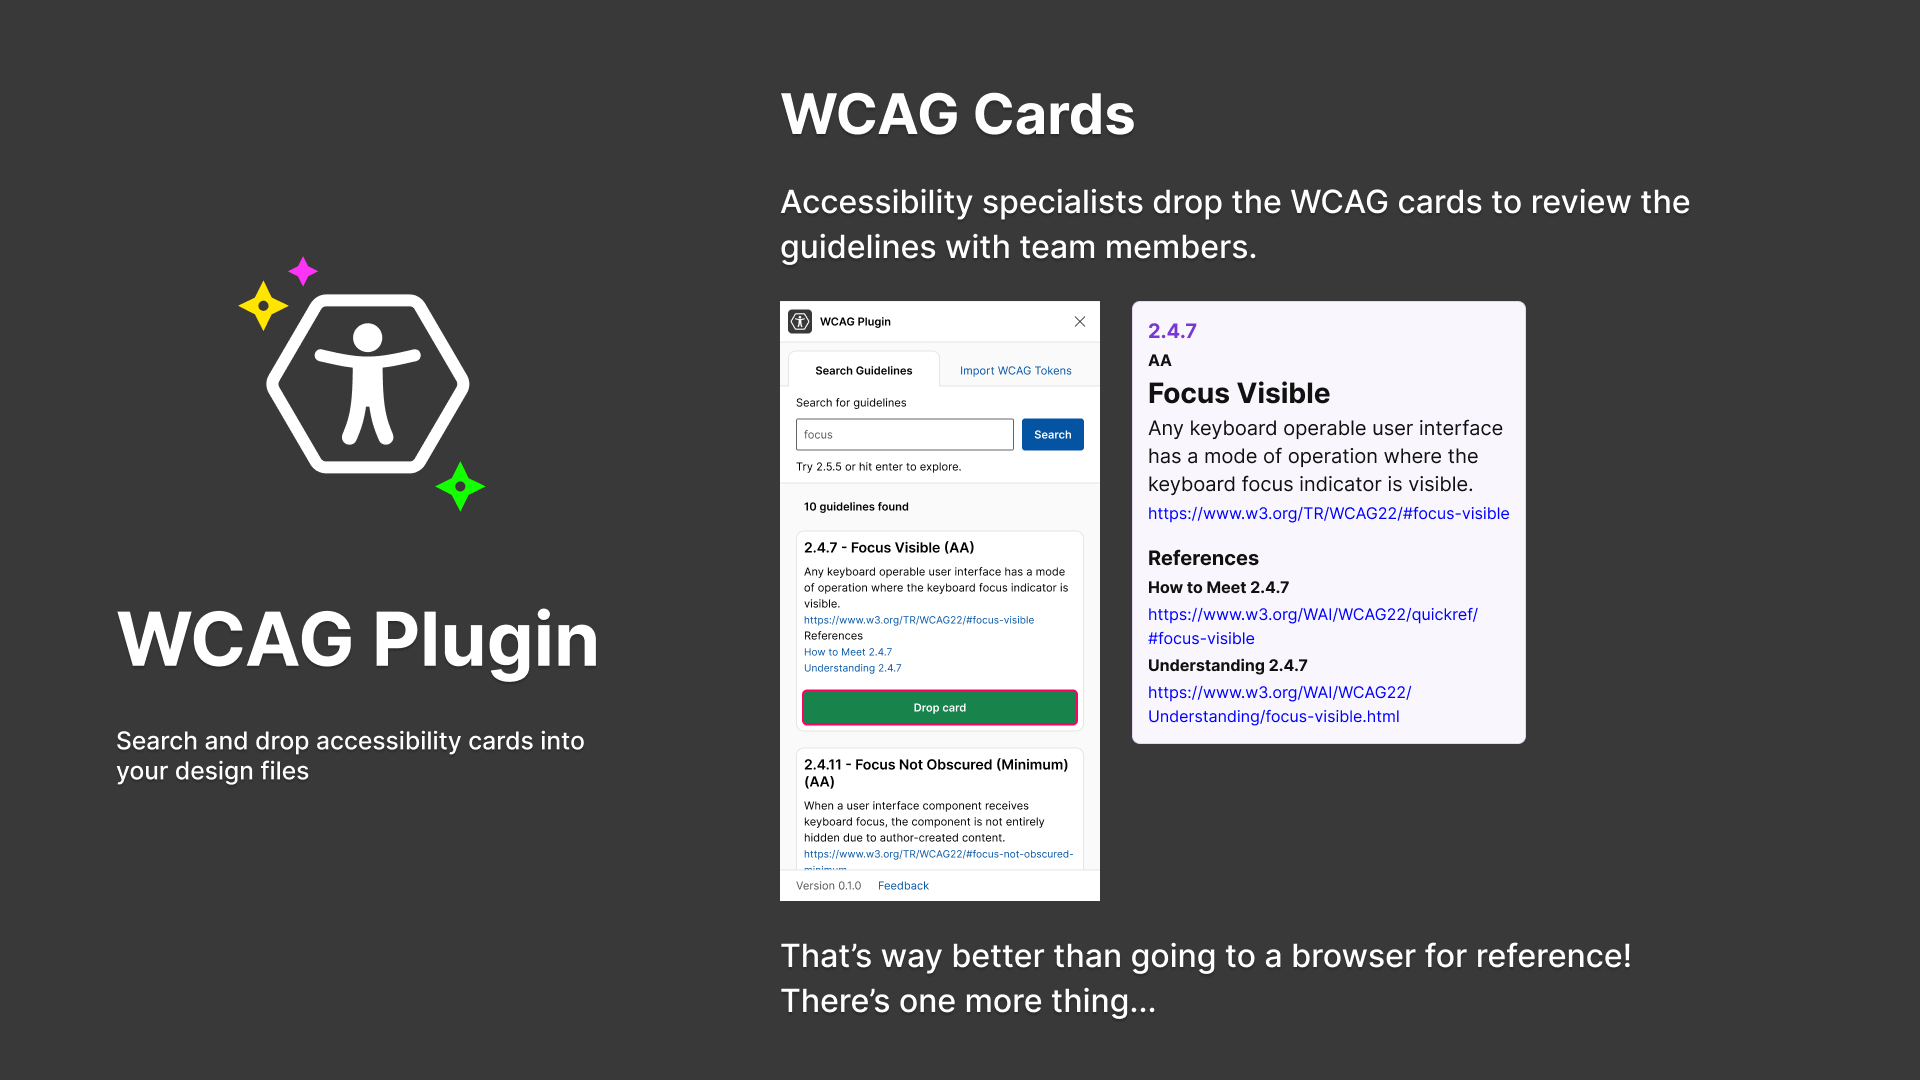 WCAG Plugin
Search and drop accessibility cards into
your design files
WCAG Cards
Accessibility specialists drop the WCAG cards to review the
guidelines with team members.
WCAG Plugin
Search Guidelines
Import WCAG Tokens
Search for guidelines
focus
Search
Try 2.5.5 or hit enter to explore.
10 guidelines found
2.4.7 - Focus Visible (AA)
Any keyboard operable user interface has a mode
of operation where the keyboard focus indicator is
visible.
https://www.w3.org/TR/WCAG22/#focus-visible
References
How to Meet 2.4.7
Understanding 2.4.7
Drop card
2.4.11 - Focus Not Obscured (Minimum)
(AA)
When a user interface component receives
keyboard focus, the component is not entirely
hidden due to author-created content.
https://www.w3.org/TR/WCAG22/#focus-not-obscured-
minimum
Version 0.1.0
Feedback
2.4.7
AA
Focus Visible
Any keyboard operable user interface
has a mode of operation where the
keyboard focus indicator is visible.
https://www.w3.org/TR/WCAG22/#focus-visible
References
How to Meet 2.4.7
https://www.w3.org/WAI/WCAG22/quickref/
#focus-visible
Understanding 2.4.7
https://www.w3.org/WAI/WCAG22/
Understanding/focus-visible.html
That’s way better than going to a browser for reference!
There’s one more thing...